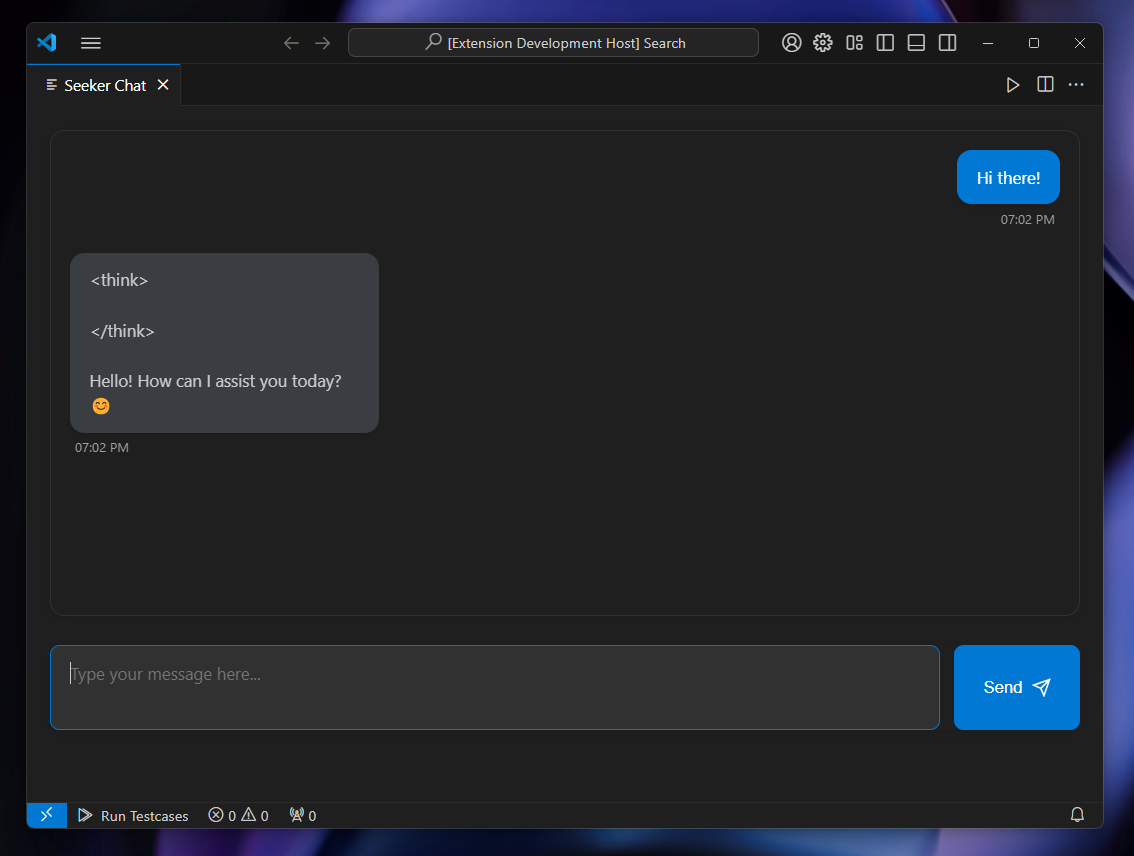 [Extension Development Host] Search
Seeker Chat
Hi there!
07:02 PM
<think>
</think>
Hello! How can I assist you today?
😊
07:02 PM
Type your message here...
Send
Run Testcases 0 0 0